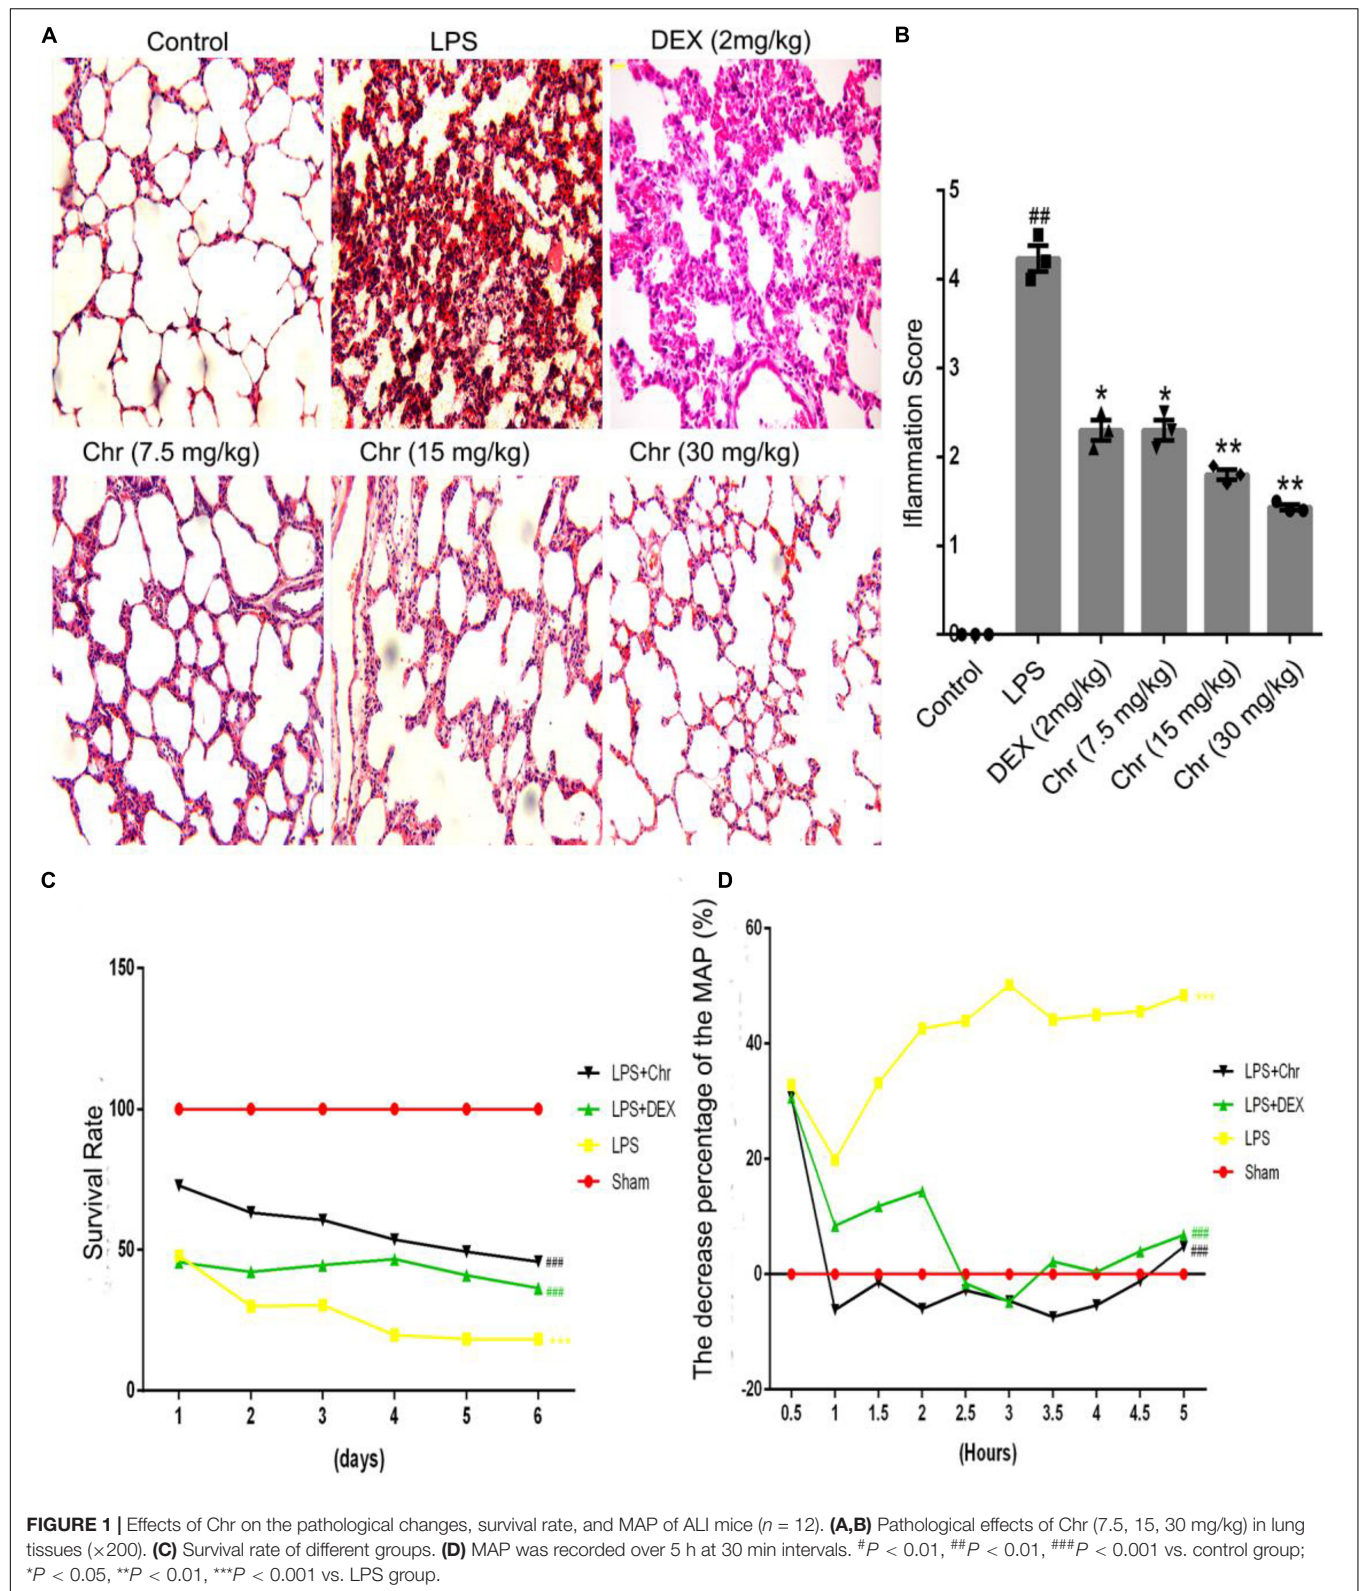 A
Control
LPS
DEX (2mg/kg)
Chr (7.5 mg/kg)
Chr (15 mg/kg)
Chr (30 mg/kg)
B
Iflammation Score
5
4
3
2
1
0
##
*
*
**
**
Control
LPS
DEX (2mg/kg)
Chr (7.5 mg/kg)
Chr (15 mg/kg)
Chr (30 mg/kg)
C
Survival Rate
150
100
50
0
1 2 3 4 5 6
(days)
###
###
***
LPS+Chr
LPS+DEX
LPS
Sham
D
The decrease percentage of the MAP (%)
60
40
20
0
-20
0.5 1 1.5 2 2.5 3 3.5 4 4.5 5
(Hours)
***
###
###
LPS+Chr
LPS+DEX
LPS
Sham
FIGURE 1 | Effects of Chr on the pathological changes, survival rate, and MAP of ALI mice (n = 12). (A,B) Pathological effects of Chr (7.5, 15, 30 mg/kg) in lung
tissues (×200). (C) Survival rate of different groups. (D) MAP was recorded over 5 h at 30 min intervals. #P < 0.01, ##P < 0.01, ###P < 0.001 vs. control group;
*P < 0.05, **P < 0.01, ***P < 0.001 vs. LPS group.